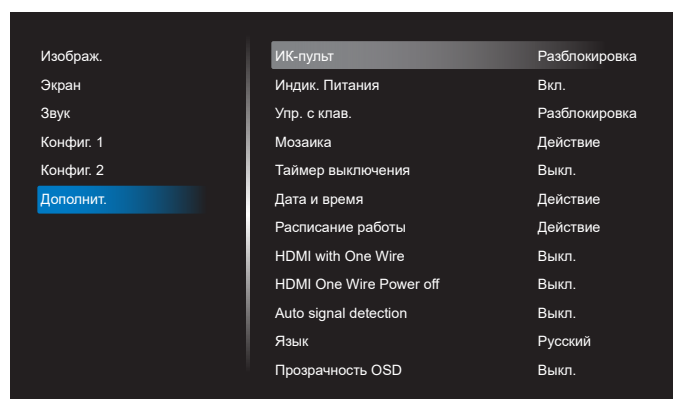 Изображ.
Экран
Звук
Конфиг. 1
Конфиг. 2
Дополнит.
ИК-пульт Разблокировка
Индик. Питания Вкл.
Упр. с клав. Разблокировка
Мозаика Действие
Таймер выключения Выкл.
Дата и время Действие
Расписание работы Действие
HDMI with One Wire Выкл.
HDMI One Wire Power off Выкл.
Auto signal detection Выкл.
Язык Русский
Прозрачность OSD Выкл.